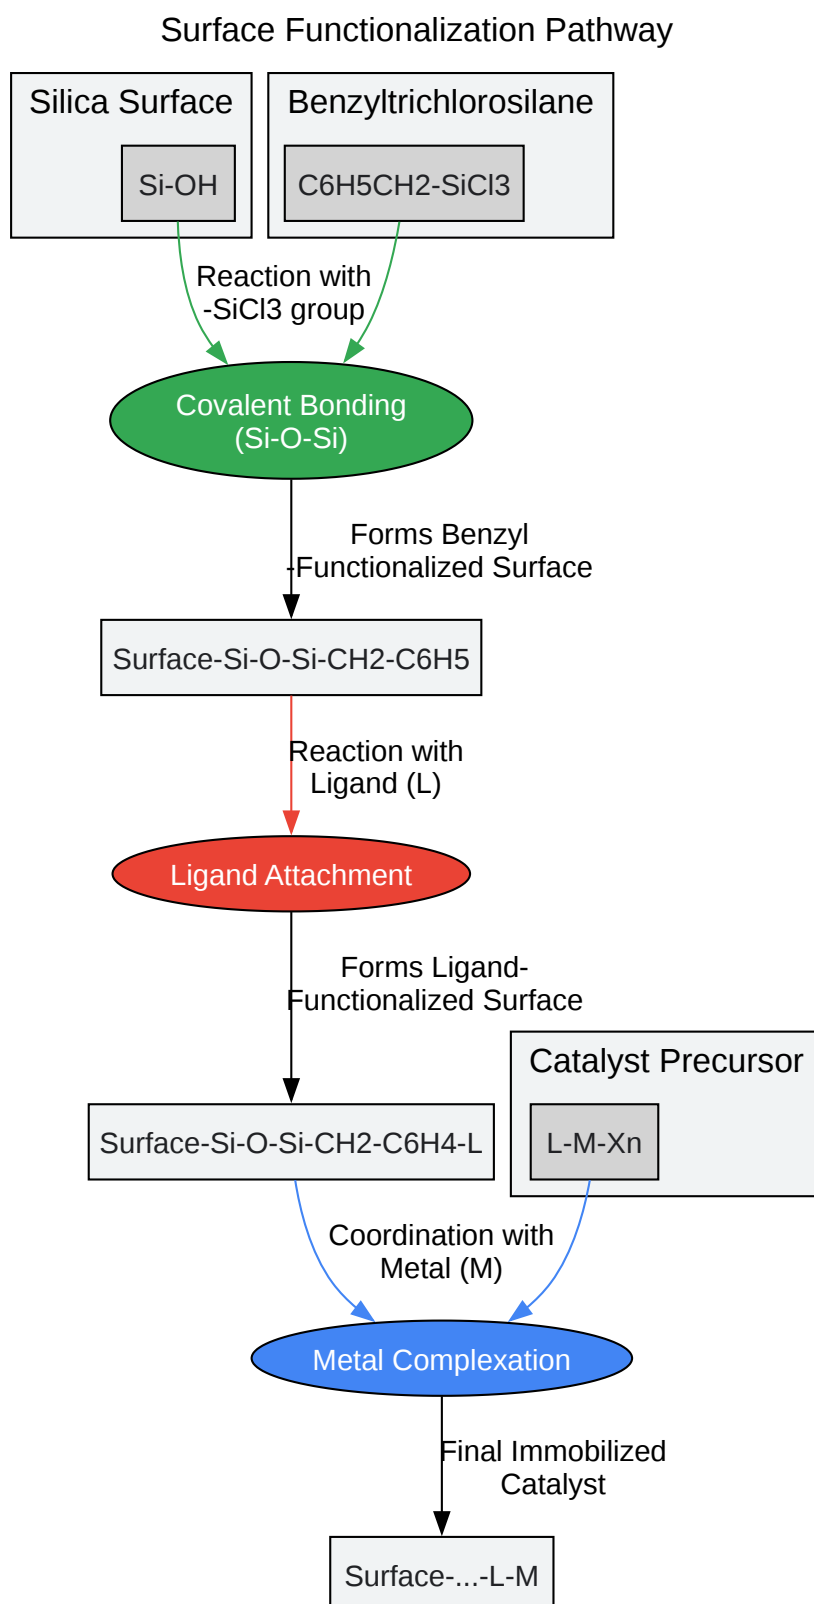 Surface Functionalization Pathway
Silica Surface
Benzyltrichlorosilane
Si-OH
C6H5CH2-SiCl3
Reaction with
-SiCl3 group
Covalent Bonding
(Si-O-Si)
Forms Benzyl
-Functionalized Surface
Surface-Si-O-Si-CH2-C6H5
Reaction with
Ligand (L)
Ligand Attachment
Forms Ligand-
Functionalized Surface
Catalyst Precursor
Surface-Si-O-Si-CH2-C6H4-L
L-M-Xn
Coordination with
Metal (M)
Metal Complexation
Final Immobilized
Catalyst
Surface-...-L-M